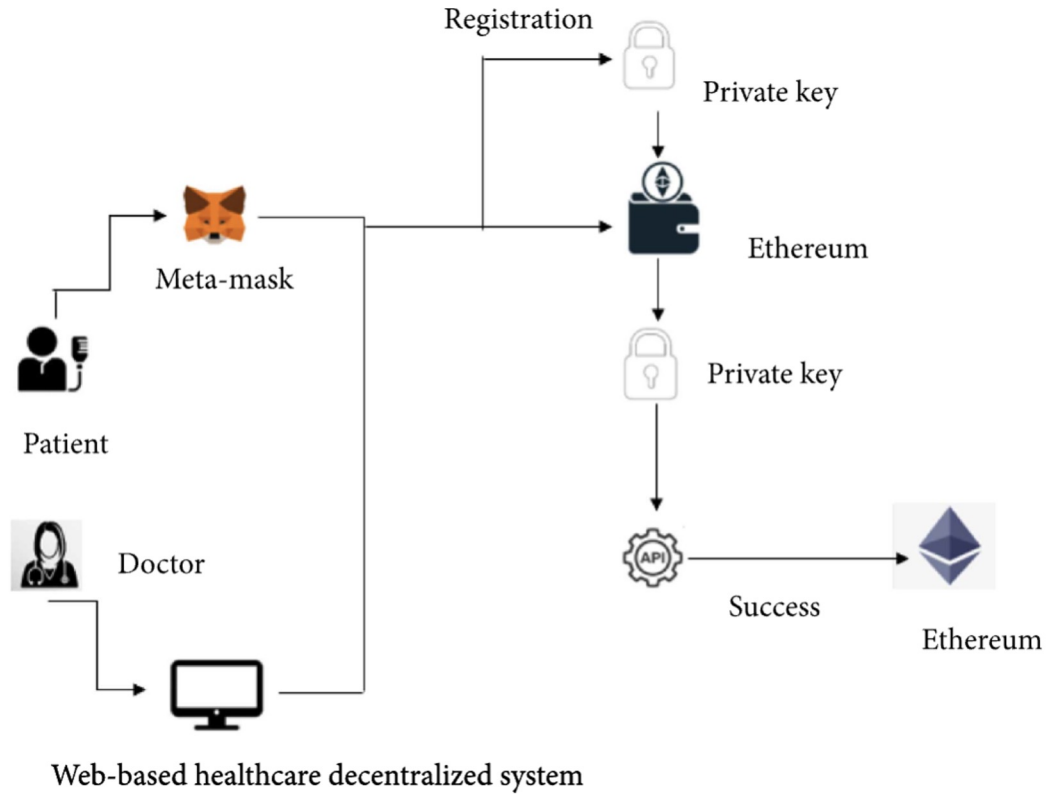 Registration
Private key
Ethereum
Meta-mask
Private key
Patient
Doctor
API
Success
Ethereum
Web-based healthcare decentralized system